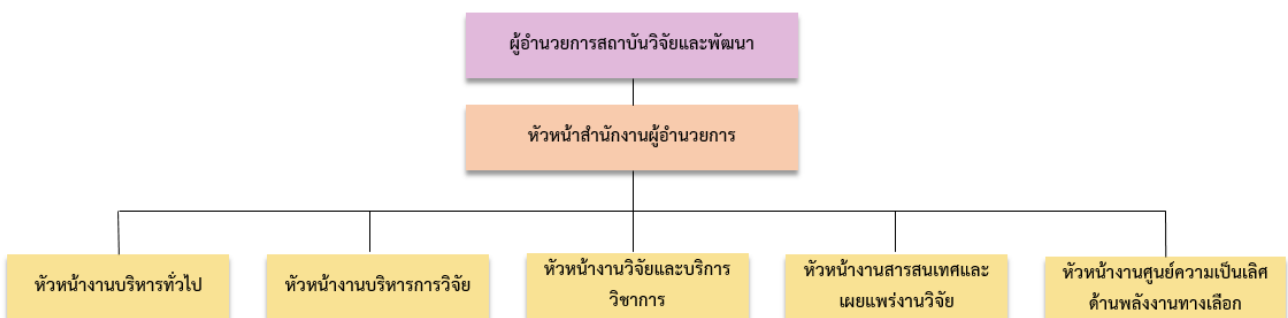 ผู้อำนวยการสถาบันวิจัยและพัฒนา
หัวหน้าสำนักงานผู้อำนวยการ
หัวหน้างานบริหารทั่วไป
หัวหน้างานบริหารการวิจัย
หัวหน้างานวิจัยและบริการ
วิชาการ
หัวหน้างานสารสนเทศและ
เผยแพร่งานวิจัย
หัวหน้างานศูนย์ความเป็นเลิศ
ด้านพลังงานทางเลือก